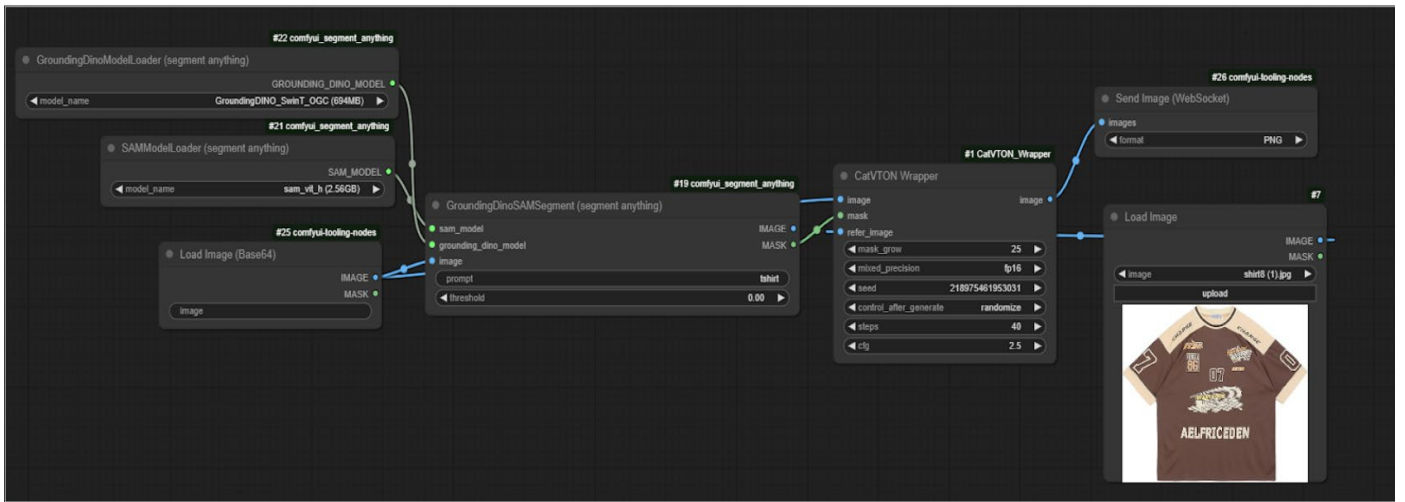 #22 comfyui_segment_anything
GroundingDinoModelLoader (segment anything)
GROUNDING_DINO_MODEL
model_name GroundingDINO_SwinT_OGC (694MB)
#21 comfyui_segment_anything
SAMModelLoader (segment anything)
SAM_MODEL
model_name sam_vit_h (2.56GB)
#25 comfyui-tooling-nodes
Load Image (Base64)
IMAGE
MASK
image
#19 comfyui_segment_anything
GroundingDinoSAMSegment (segment anything)
sam_model IMAGE
grounding_dino_model MASK
image
prompt tshirt
threshold 0.00
#1 CatVTON_Wrapper
CatVTON Wrapper
image image
mask
refer_image
mask_grow 25
mixed_precision fp16
seed 218975461953031
control_after_generate randomize
steps 40
cfg 2.5
#26 comfyui-tooling-nodes
Send Image (WebSocket)
images
format PNG
#7
Load Image
IMAGE
MASK
image shirt8 (1).jpg
upload
07
AELFRICEDEN